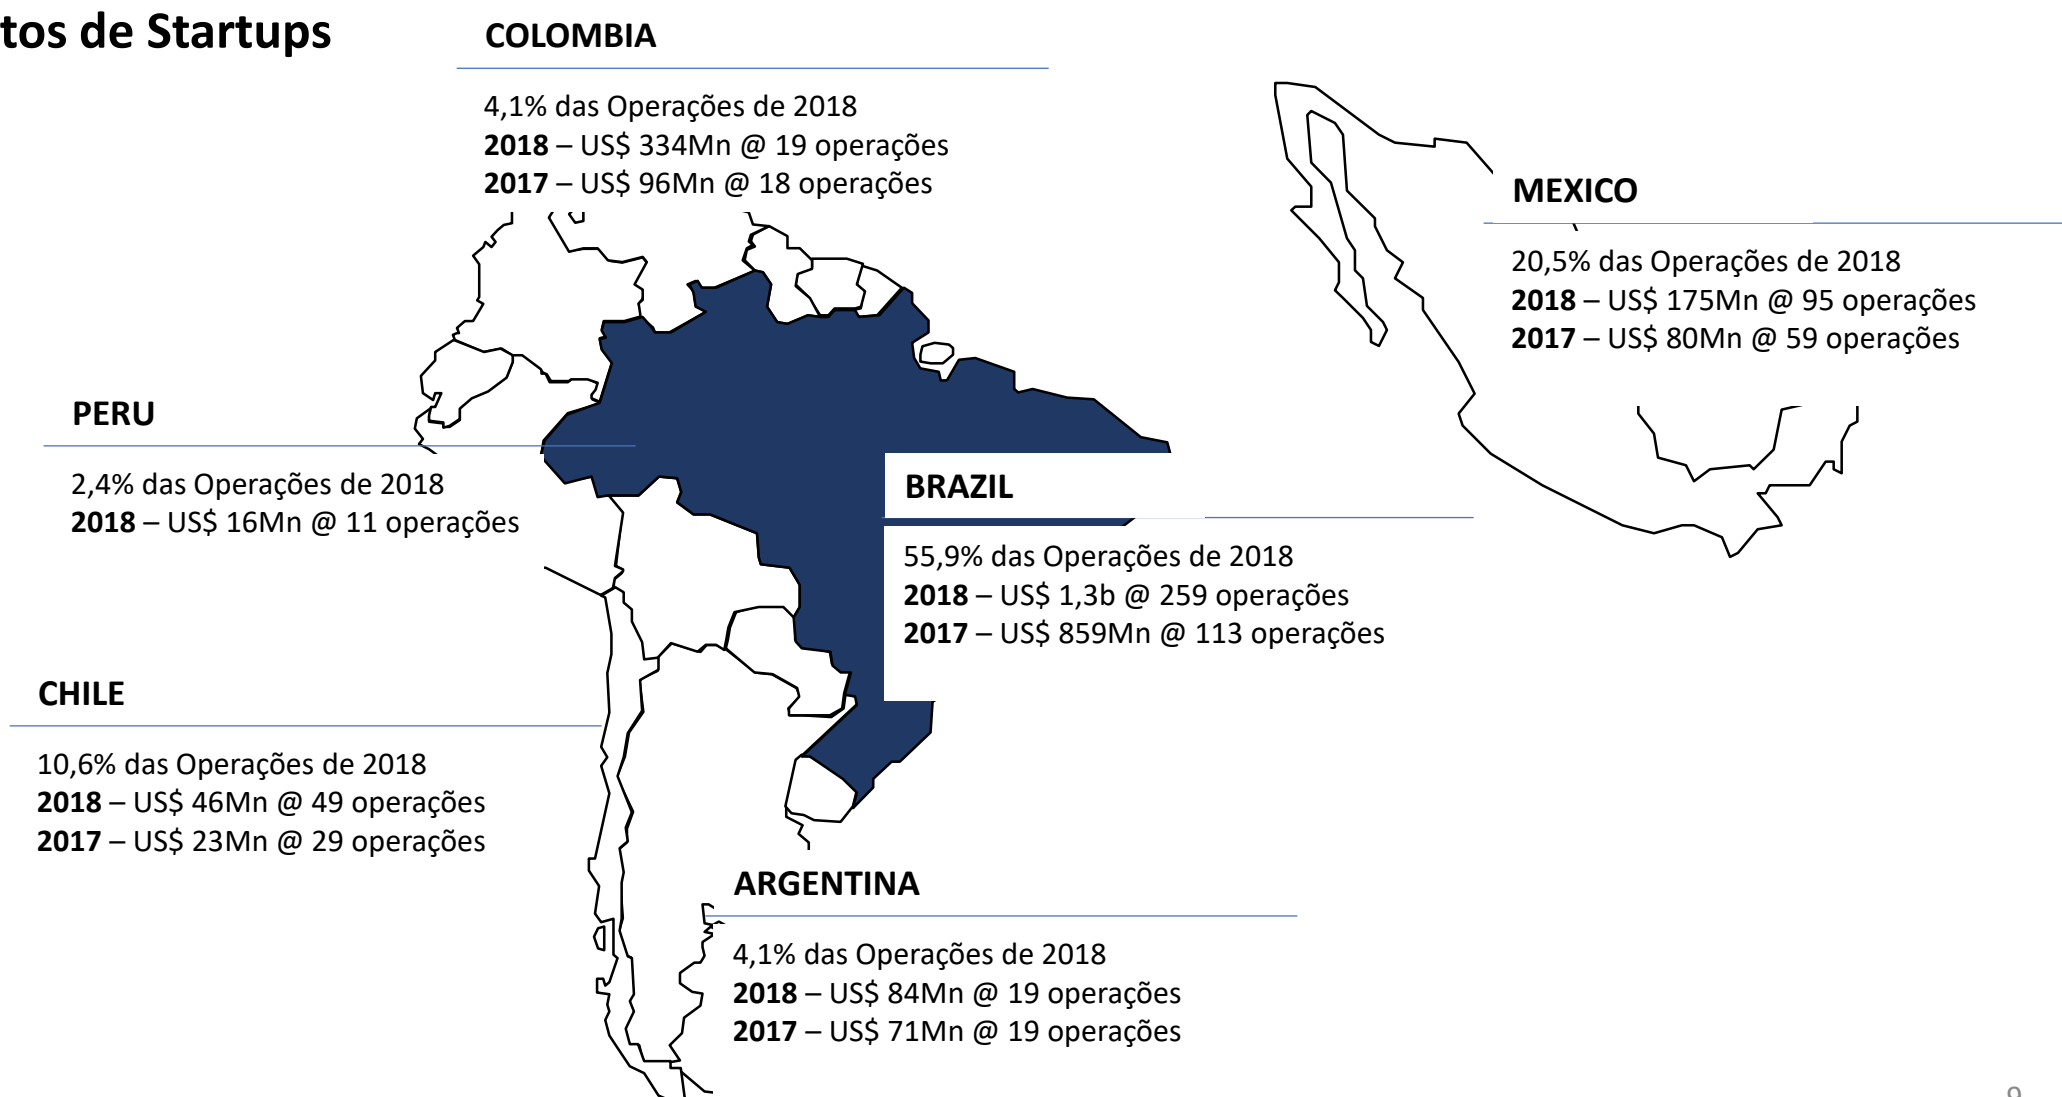 tos de Startups
COLOMBIA
4,1% das Operações de 2018
2018 – US$ 334Mn @ 19 operações
2017 – US$ 96Mn @ 18 operações
MEXICO
20,5% das Operações de 2018
2018 – US$ 175Mn @ 95 operações
2017 – US$ 80Mn @ 59 operações
PERU
2,4% das Operações de 2018
2018 – US$ 16Mn @ 11 operações
BRAZIL
55,9% das Operações de 2018
2018 – US$ 1,3b @ 259 operações
2017 – US$ 859Mn @ 113 operações
CHILE
10,6% das Operações de 2018
2018 – US$ 46Mn @ 49 operações
2017 – US$ 23Mn @ 29 operações
ARGENTINA
4,1% das Operações de 2018
2018 – US$ 84Mn @ 19 operações
2017 – US$ 71Mn @ 19 operações